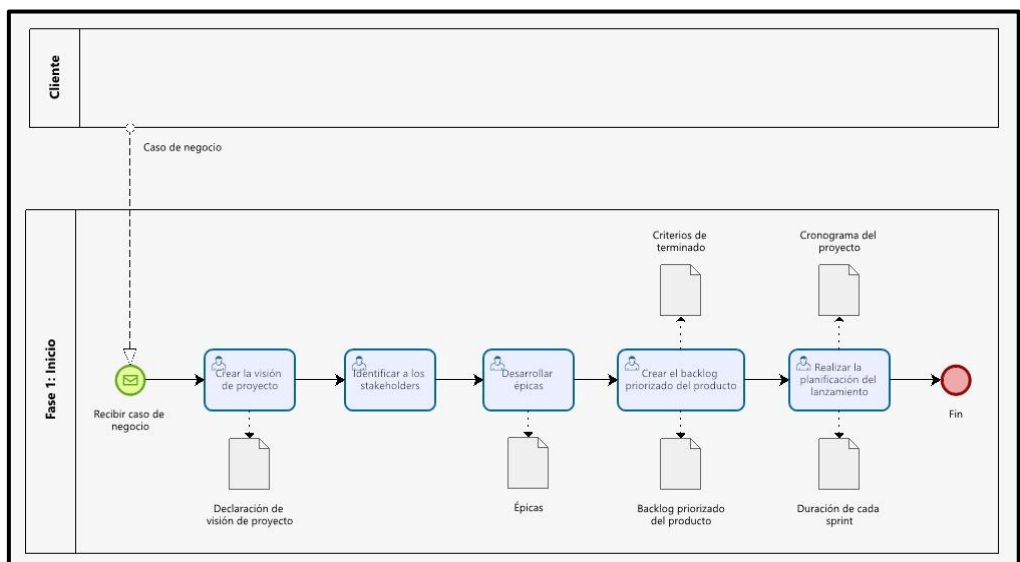 Cliente
Caso de negocio
Fase 1: Inicio
Criterios de
terminado
Cronograma del
proyecto
Recibir caso de
negocio
Crear la visión
de proyecto
Identificar a los
stakeholders
Desarrollar
épicas
Crear el backlog
priorizado del producto
Realizar la
planificación del
lanzamiento
Fin
Declaración de
visión de proyecto
Épicas
Backlog priorizado
del producto
Duración de cada
sprint